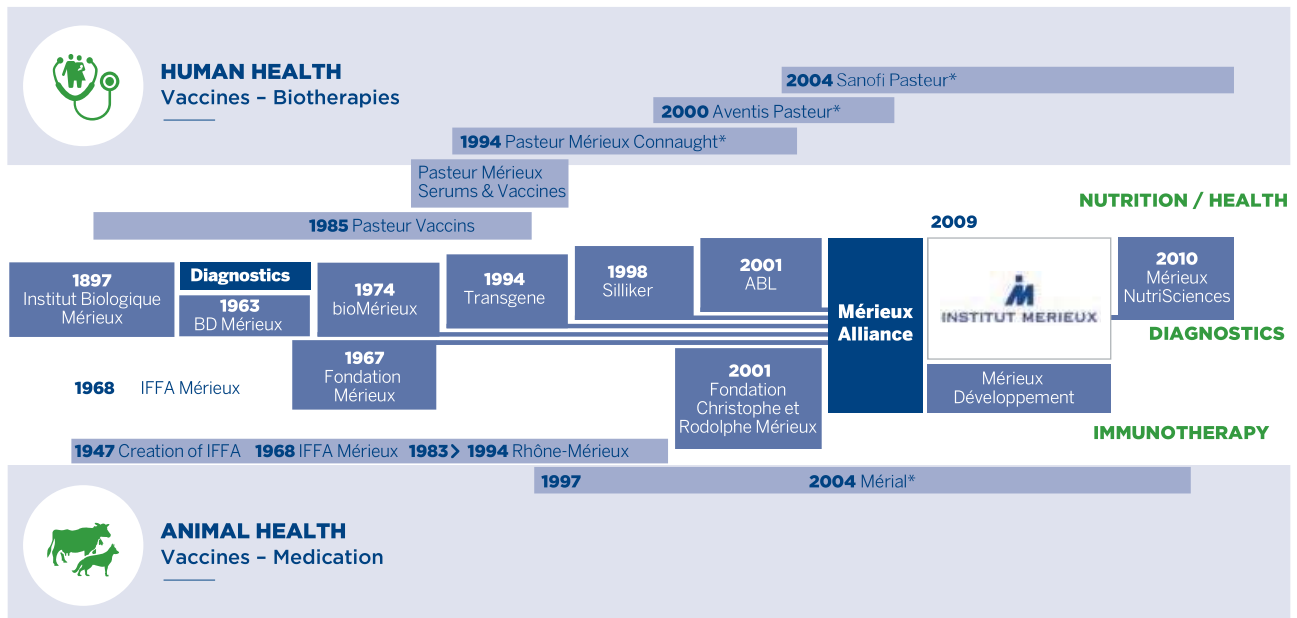 HUMAN HEALTH
Vaccines – Biotherapies
2004 Sanofi Pasteur*
2000 Aventis Pasteur*
1994 Pasteur Mérieux Connaught*
Pasteur Mérieux
Serums & Vaccines
1985 Pasteur Vaccins
NUTRITION / HEALTH
2009
1897
Institut Biologique
Mérieux
Diagnostics
1963
BD Mérieux
1974
bioMérieux
1994
Transgene
1998
Silliker
2001
ABL
Mérieux
Alliance
INSTITUT MERIEUX
2010
Mérieux
NutriSciences
DIAGNOSTICS
1967
Fondation
Mérieux
2001
Fondation
Christophe et
Rodolphe Mérieux
Mérieux
Développement
1968 IFFA Mérieux
IMMUNOTHERAPY
1947 Creation of IFFA 1968 IFFA Mérieux 1983> 1994 Rhône-Mérieux
1997 2004 Mérial*
ANIMAL HEALTH
Vaccines – Medication